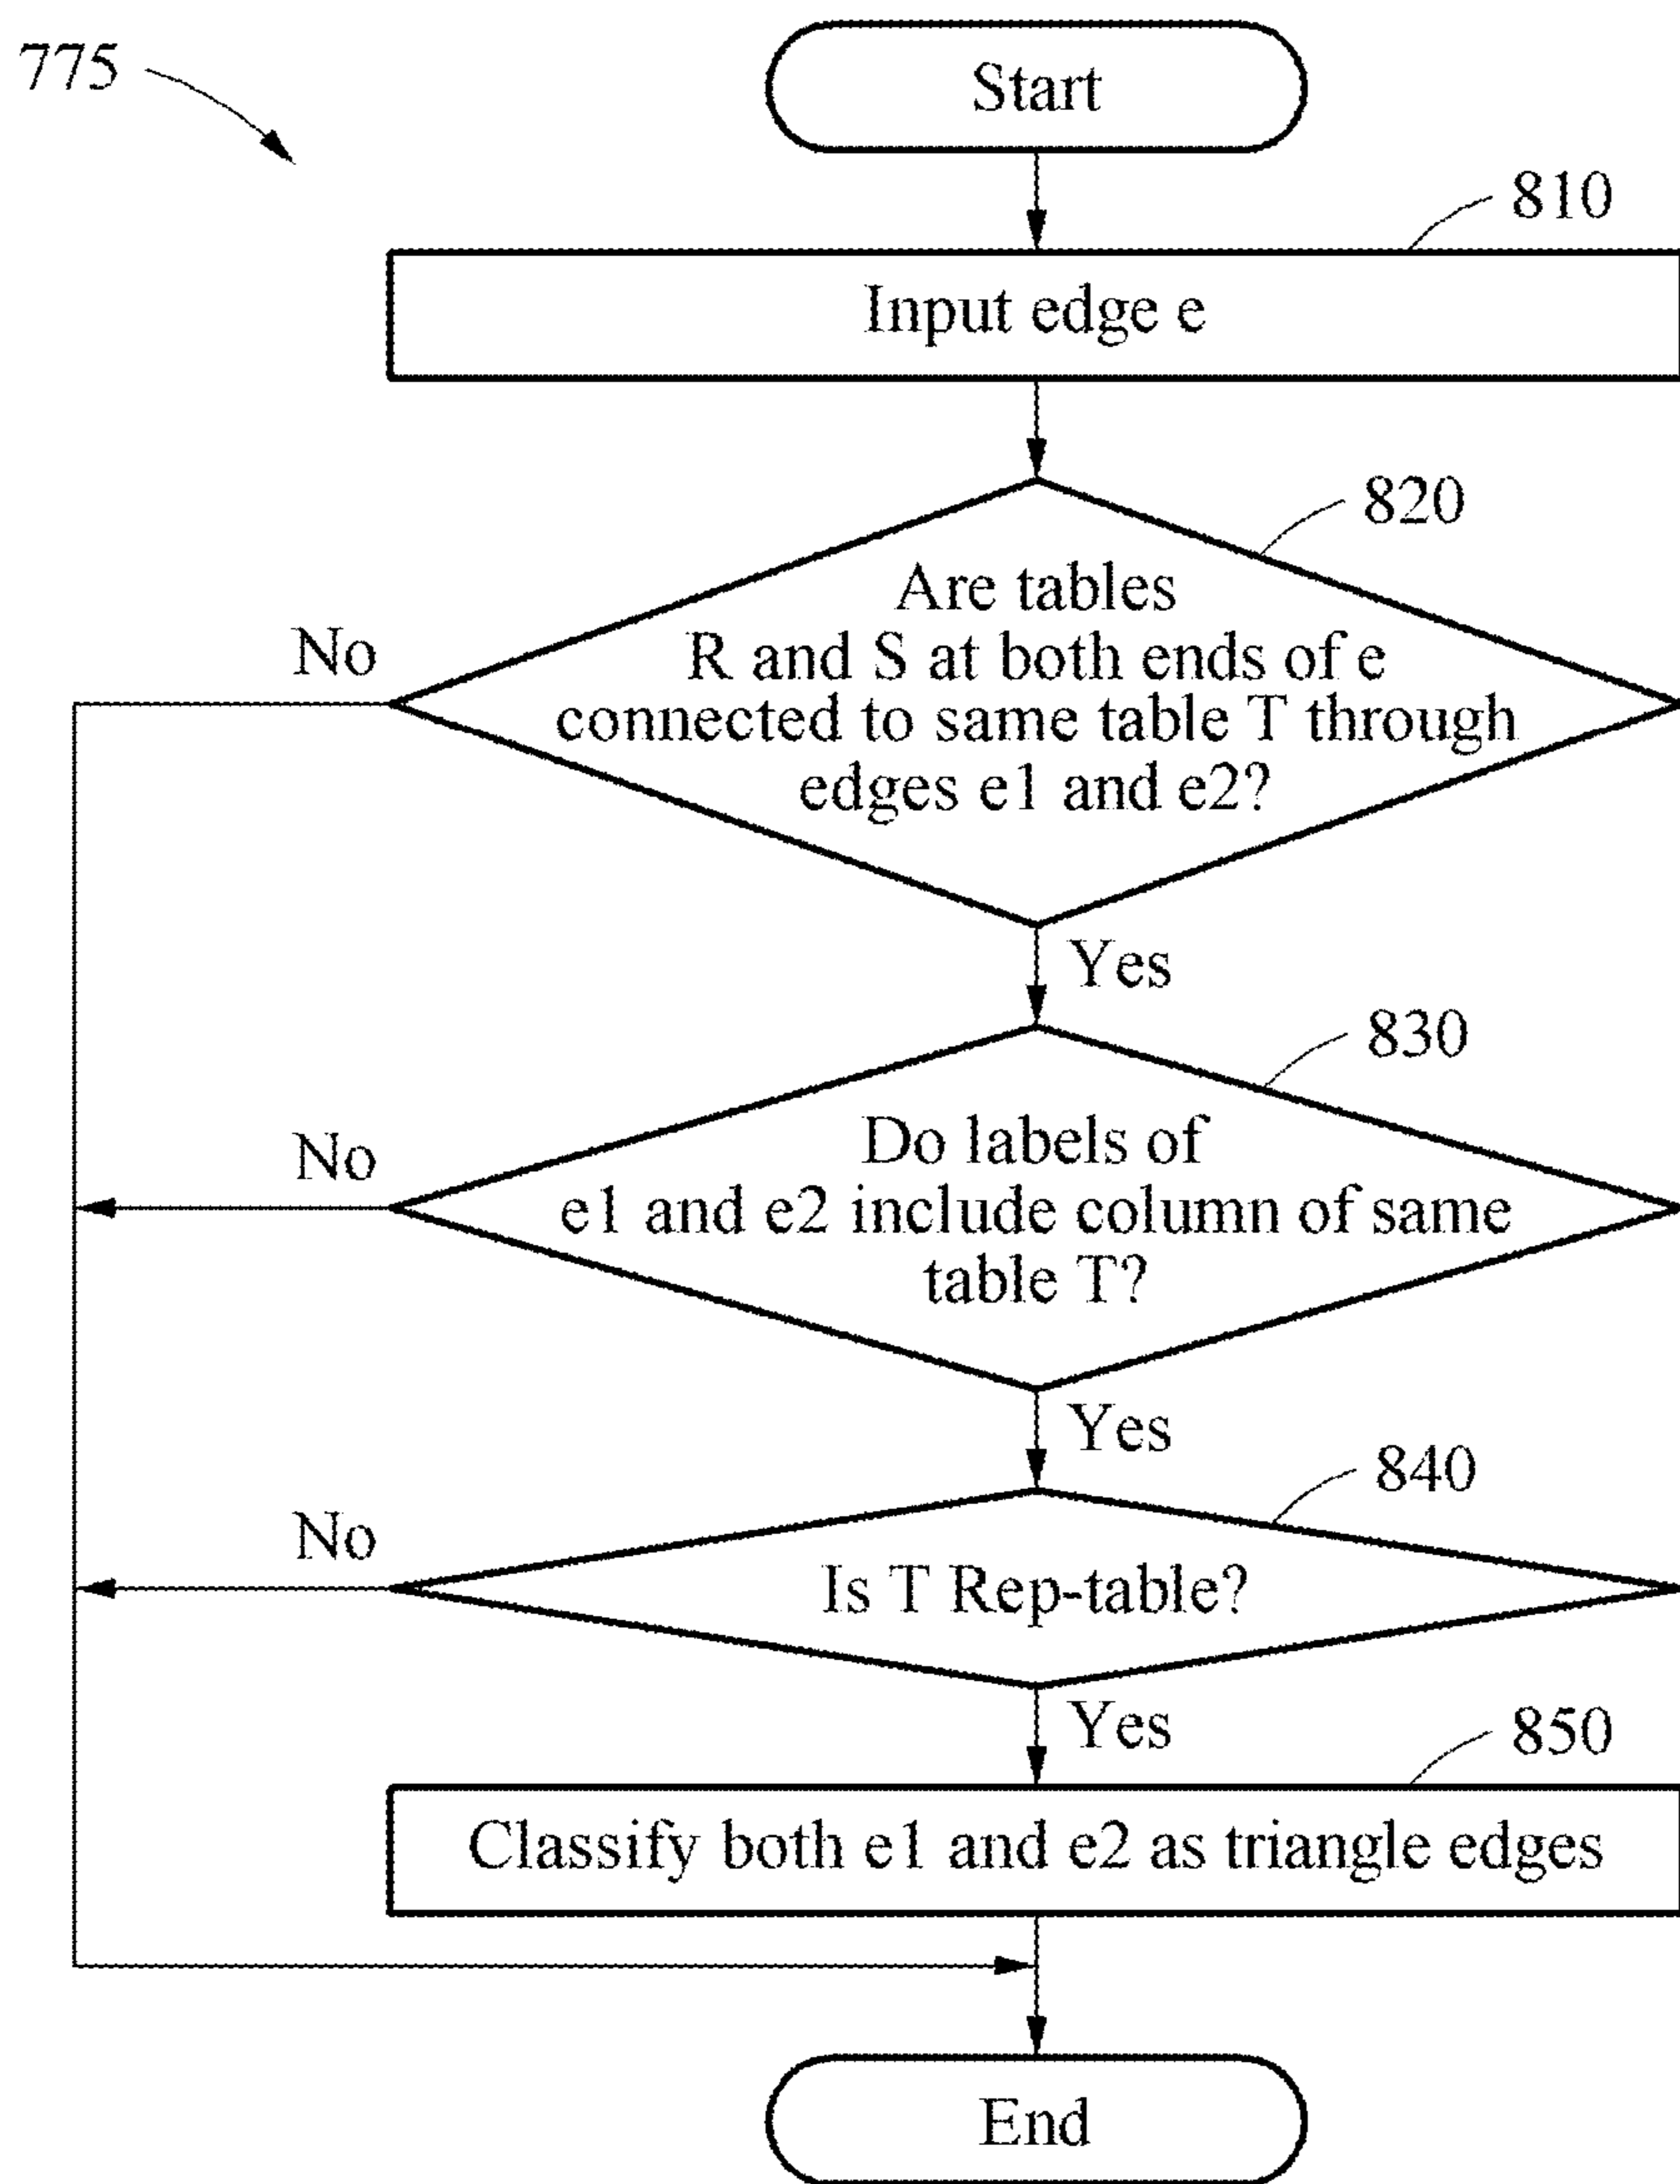 775
Start
810
Input edge e
820
Are tables
R and S at both ends of e
connected to same table T through
edges e1 and e2?
No
Yes
830
Do labels of
e1 and e2 include column of same
table T?
No
Yes
840
Is T Rep-table?
No
Yes
850
Classify both e1 and e2 as triangle edges
End